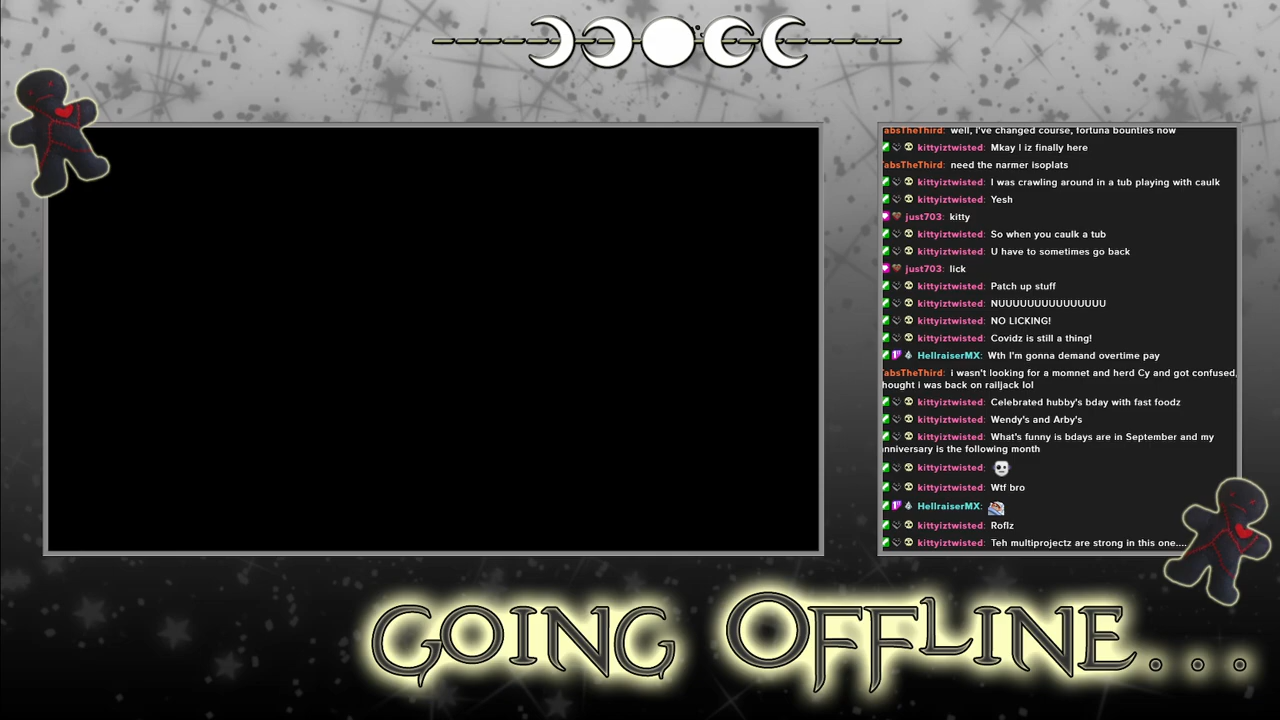 absTheThird: well, i've changed course, fortuna bounties now
kittyiztwisted: Mkay I iz finally here
absTheThird: need the narmer isoplats
kittyiztwisted: I was crawling around in a tub playing with caulk
kittyiztwisted: Yesh
just703: kitty
kittyiztwisted: So when you caulk a tub
kittyiztwisted: U have to sometimes go back
just703: lick
kittyiztwisted: Patch up stuff
kittyiztwisted: NUUUUUUUUUUUUUUU
kittyiztwisted: NO LICKING!
kittyiztwisted: Covidz is still a thing!
HellraiserMX: Wth I'm gonna demand overtime pay
absTheThird: i wasn't looking for a momnet and herd Cy and got confused,
hought i was back on railjack lol
kittyiztwisted: Celebrated hubby's bday with fast foodz
kittyiztwisted: Wendy's and Arby's
kittyiztwisted: What's funny is bdays are in September and my
nniversary is the following month
kittyiztwisted:
kittyiztwisted: Wtf bro
HellraiserMX:
kittyiztwisted: Roflz
kittyiztwisted: Teh multiprojectz are strong in this one....
GOING OFFLINE...